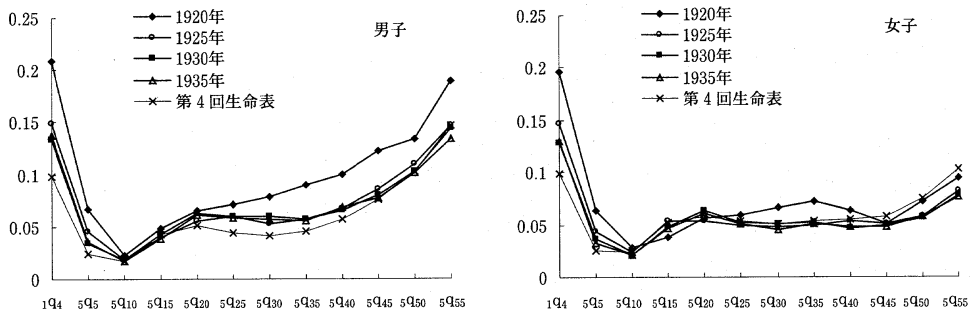 0.25
0.2
0.15
0.1
0.05
0
1920年
1925年
1930年
1935年
第4回生命表
男子
₁q₄ ₅q₅ ₅q₁₀ ₅q₁₅ ₅q₂₀ ₅q₂₅ ₅q₃₀ ₅q₃₅ ₅q₄₀ ₅q₄₅ ₅q₅₀ ₅q₅₅
0.25
0.2
0.15
0.1
0.05
0
1920年
1925年
1930年
1935年
第4回生命表
女子
₁q₄ ₅q₅ ₅q₁₀ ₅q₁₅ ₅q₂₀ ₅q₂₅ ₅q₃₀ ₅q₃₅ ₅q₄₀ ₅q₄₅ ₅q₅₀ ₅q₅₅